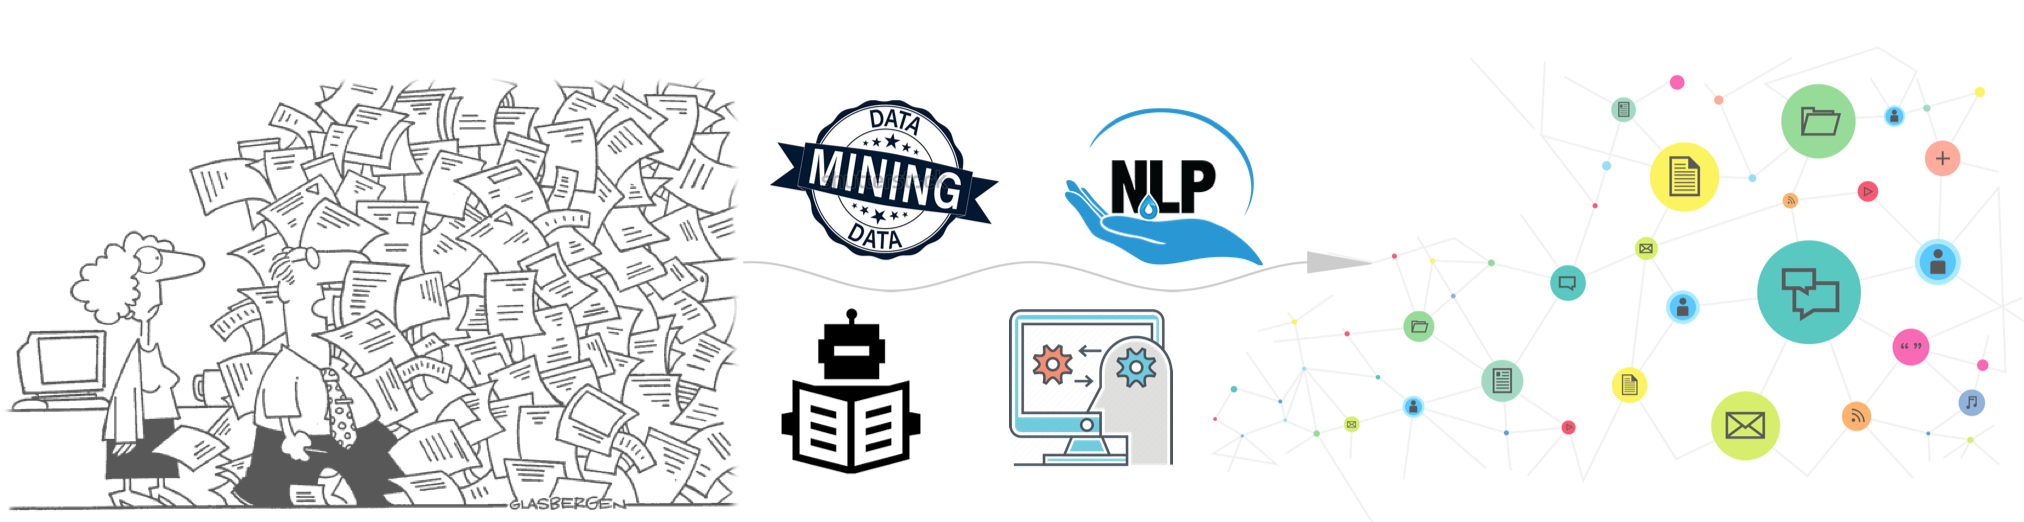 DATA
MINING
DATA
NLP
GLASBERGEN